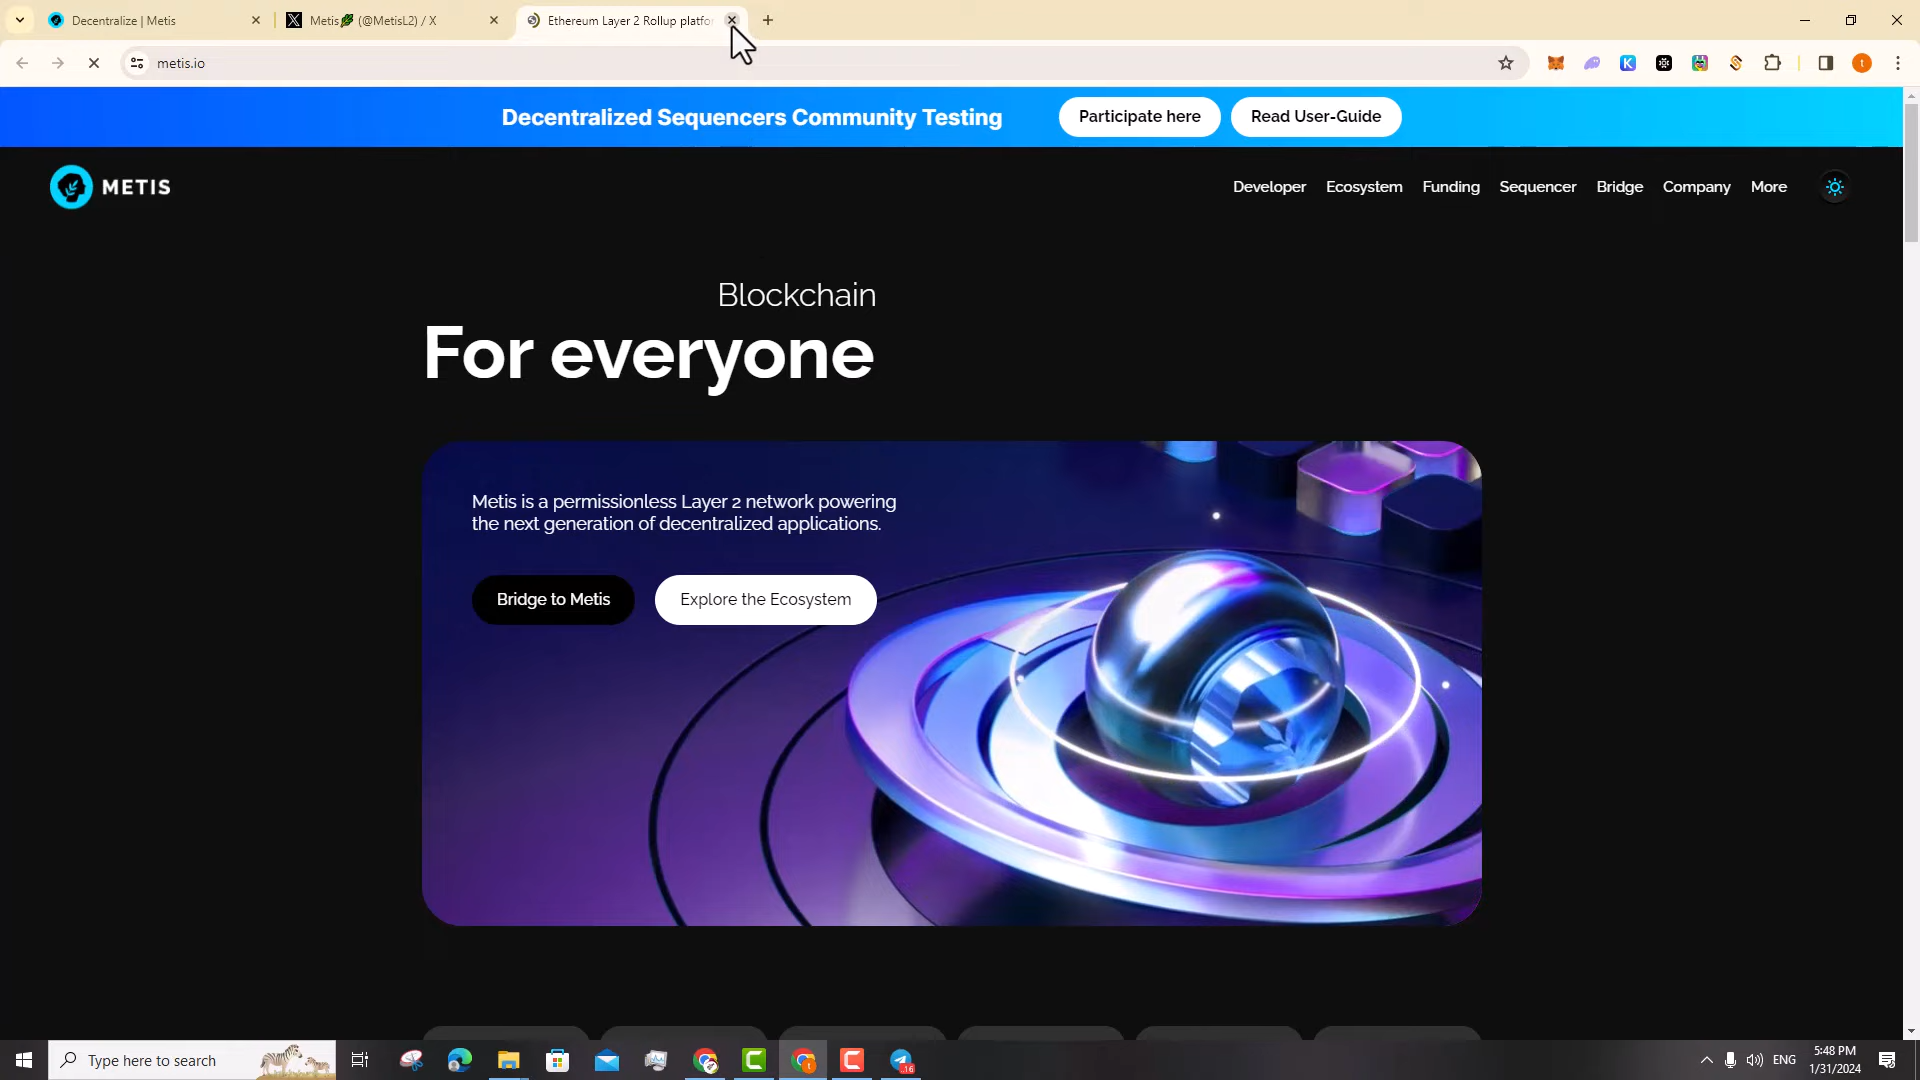 Decentralize | Metis
Metis🌿 (@MetisL2) / X
Ethereum Layer 2 Rollup platfor
metis.io
t
Decentralized Sequencers Community Testing
Participate here
Read User-Guide
METIS
Developer
Ecosystem
Funding
Sequencer
Bridge
Company
More
Blockchain
For everyone
Metis is a permissionless Layer 2 network powering
the next generation of decentralized applications.
Bridge to Metis
Explore the Ecosystem
Type here to search
16
ENG
5:48 PM
1/31/2024